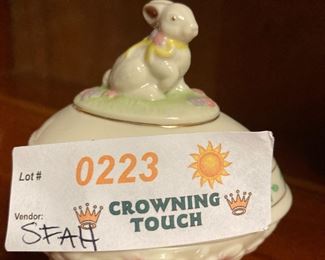 Lot # 0223
CROWNING
TOUCH
Vendor: SFAH